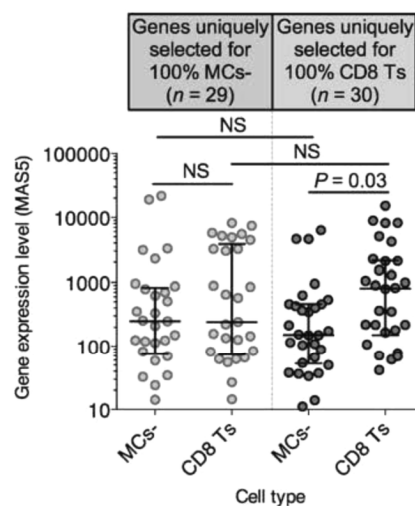 Genes uniquely
selected for
100% MCs-
(n = 29)
Genes uniquely
selected for
100% CD8 Ts
(n = 30)
NS
NS
NS
P = 0.03
Gene expression level (MAS5)
100000
10000
1000
100
10
MCs-
CD8 Ts
MCs-
CD8 Ts
Cell type